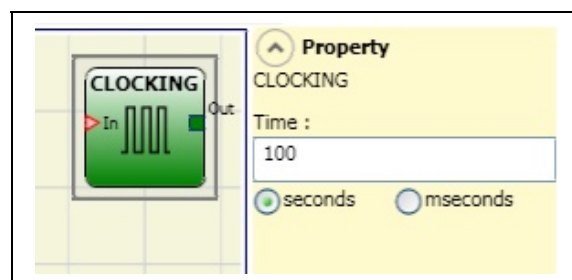 CLOCKING
In
Out
Property
CLOCKING
Time :
100
seconds
mseconds